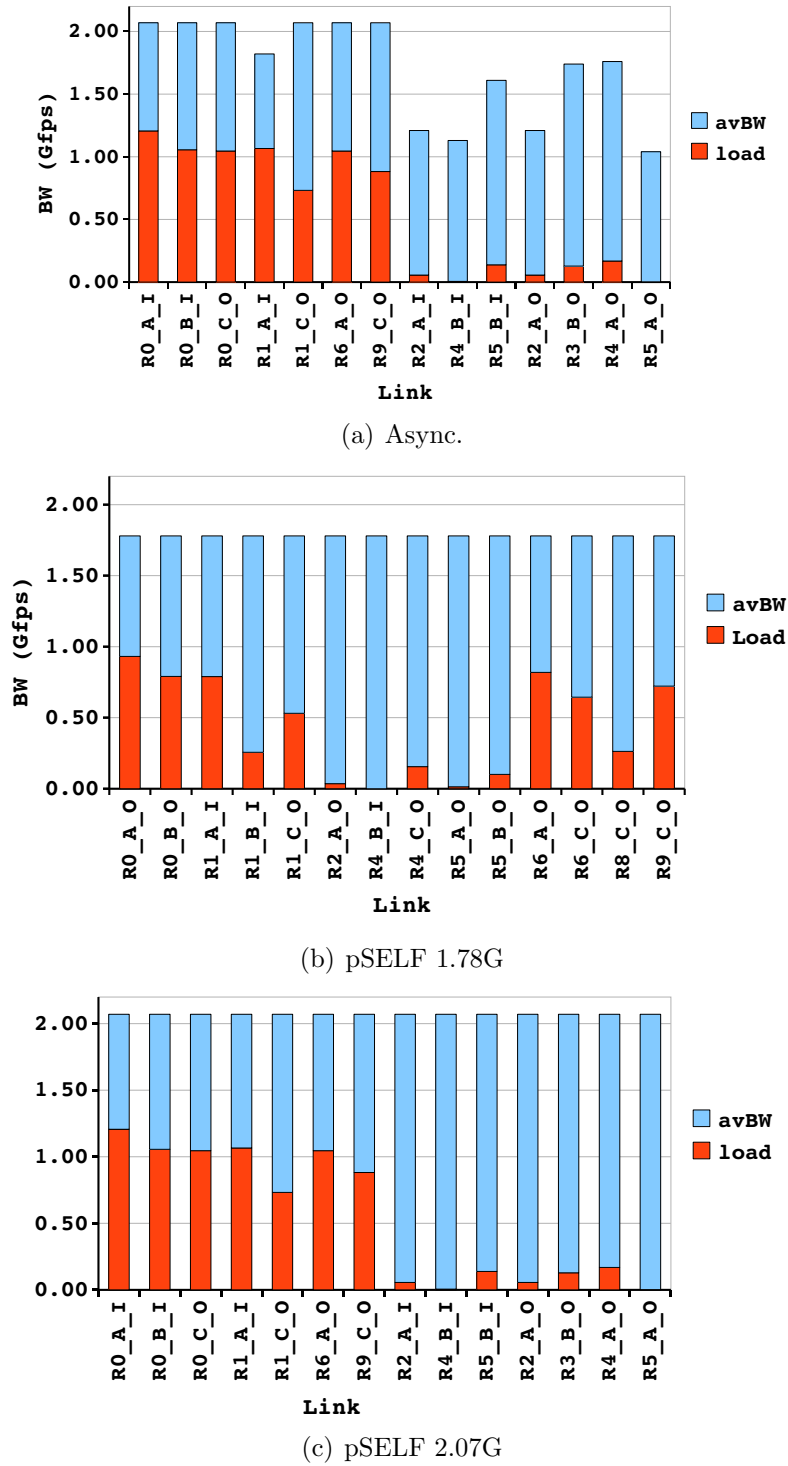 2.00
1.50
1.00
0.50
0.00
BW (Gfps)
R0_A_I
R0_B_I
R0_C_O
R1_A_I
R1_C_O
R6_A_O
R9_C_O
R2_A_I
R4_B_I
R5_B_I
R2_A_O
R3_B_O
R4_A_O
R5_A_O
Link
avBW
load
(a) Async.
2.00
1.50
1.00
0.50
0.00
BW (Gfps)
R0_A_O
R0_B_O
R1_A_I
R1_B_I
R1_C_O
R2_A_O
R4_B_I
R4_C_O
R5_A_O
R5_B_O
R6_A_O
R6_C_O
R8_C_O
R9_C_O
Link
avBW
Load
(b) pSELF 1.78G
2.00
1.50
1.00
0.50
0.00
R0_A_I
R0_B_I
R0_C_O
R1_A_I
R1_C_O
R6_A_O
R9_C_O
R2_A_I
R4_B_I
R5_B_I
R2_A_O
R3_B_O
R4_A_O
R5_A_O
Link
avBW
load
(c) pSELF 2.07G